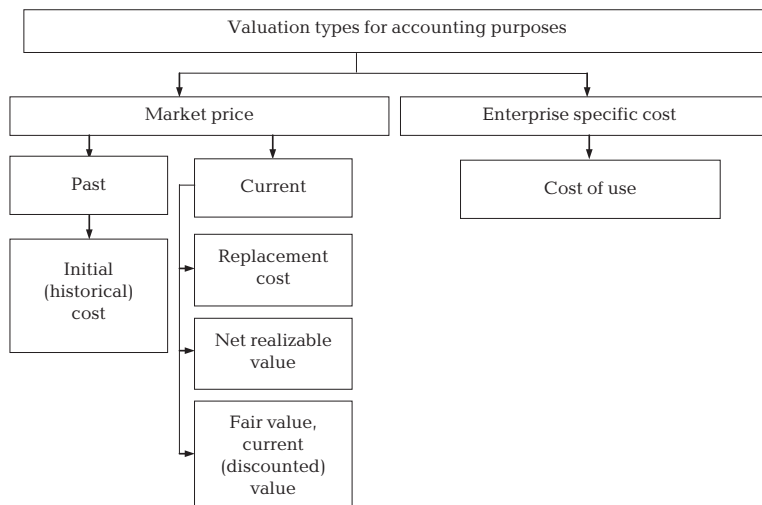 Valuation types for accounting purposes
Market price
Enterprise specific cost
Past
Current
Cost of use
Initial
(historical)
cost
Replacement
cost
Net realizable
value
Fair value,
current
(discounted)
value